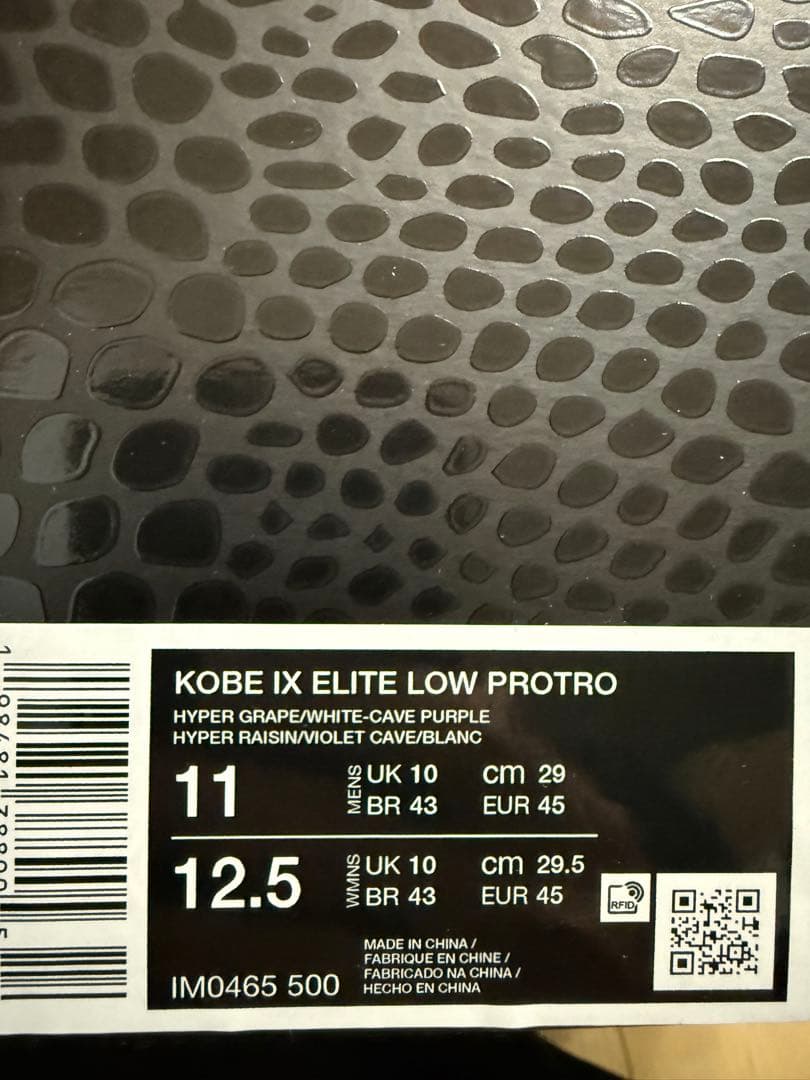 KOBE IX ELITE LOW PROTRO
HYPER GRAPE/WHITE-CAVE PURPLE
HYPER RAISIN/VIOLET CAVE/BLANC
11
MENS
UK 10 cm 29
BR 43 EUR 45
12.5
WMNS
UK 10 cm 29.5
BR 43 EUR 45
RFID
MADE IN CHINA /
FABRIQUE EN CHINE /
FABRICADO NA CHINA /
HECHO EN CHINA
IM0465 500